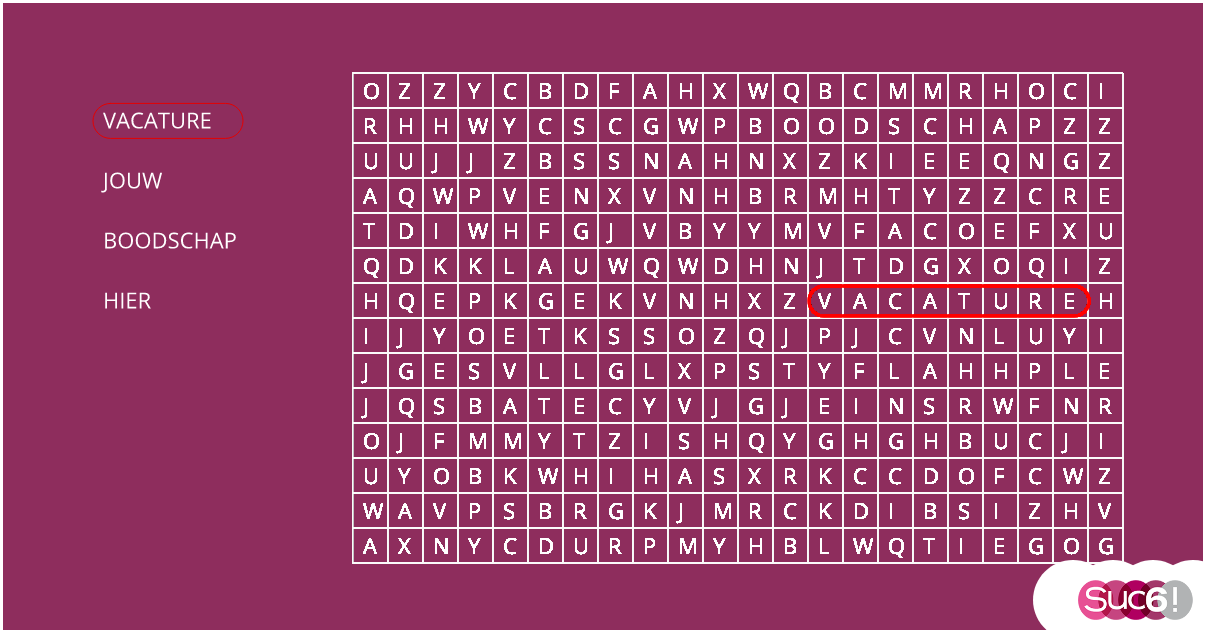 VACATURE
JOUW
BOODSCHAP
HIER
O Z Z Y C B D F A H X W Q B C M M R H O C I
R H H W Y C S C G W P B O O D S C H A P Z Z
U U J J Z B S S N A H N X Z K I E E Q N G Z
A Q W P V E N X V N H B R M H T Y Z Z C R E
T D I W H F G J V B Y Y M V F A C O E F X U
Q D K K L A U W Q W D H N J T D G X O Q I Z
H Q E P K G E K V N H X Z V A C A T U R E H
I J Y O E T K S S O Z Q J P J C V N L U Y I
J G E S V L L G L X P S T Y F L A H H P L E
J Q S B A T E C Y V J G J E I N S R W F N R
O J F M M Y T Z I S H Q Y G H G H B U C J I
U Y O B K W H I H A S X R K C C D O F C W Z
W A V P S B R G K J M R C K D I B S I Z H V
A X N Y C D U R P M Y H B L W Q T I E G O G
Suc6!